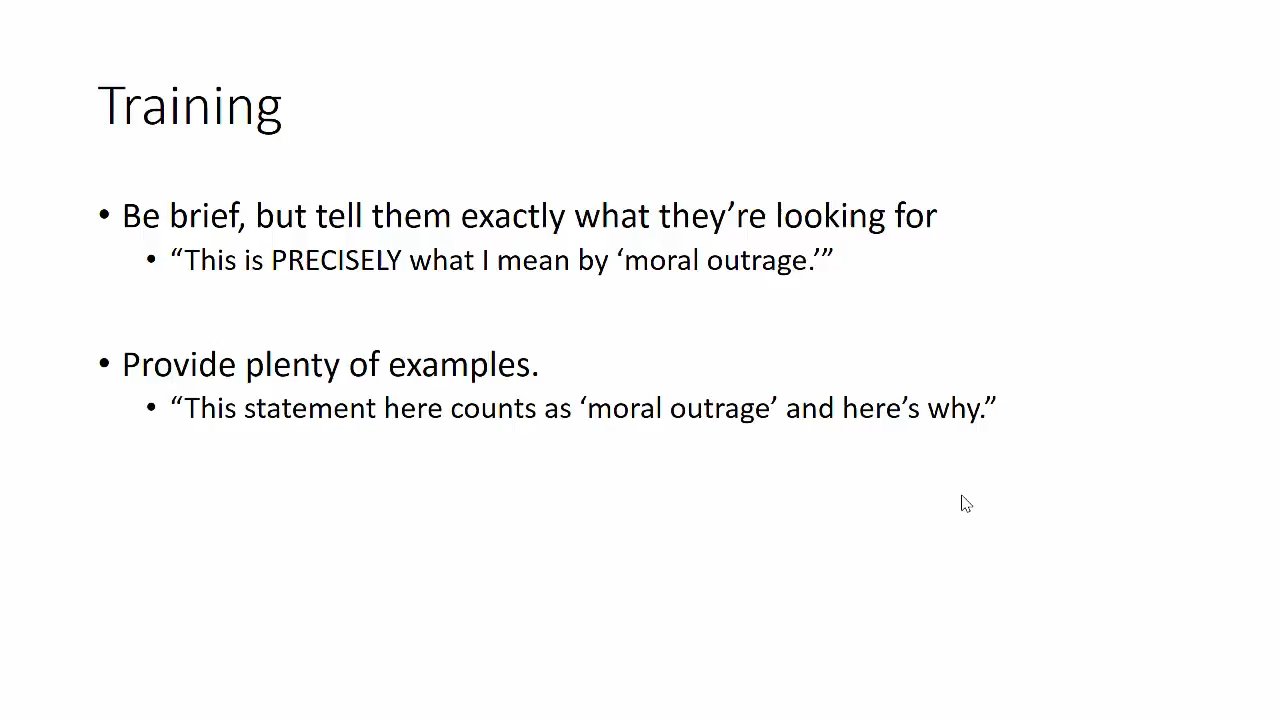 Training
• Be brief, but tell them exactly what they’re looking for
• “This is PRECISELY what I mean by ‘moral outrage.’”
• Provide plenty of examples.
• “This statement here counts as ‘moral outrage’ and here’s why.”